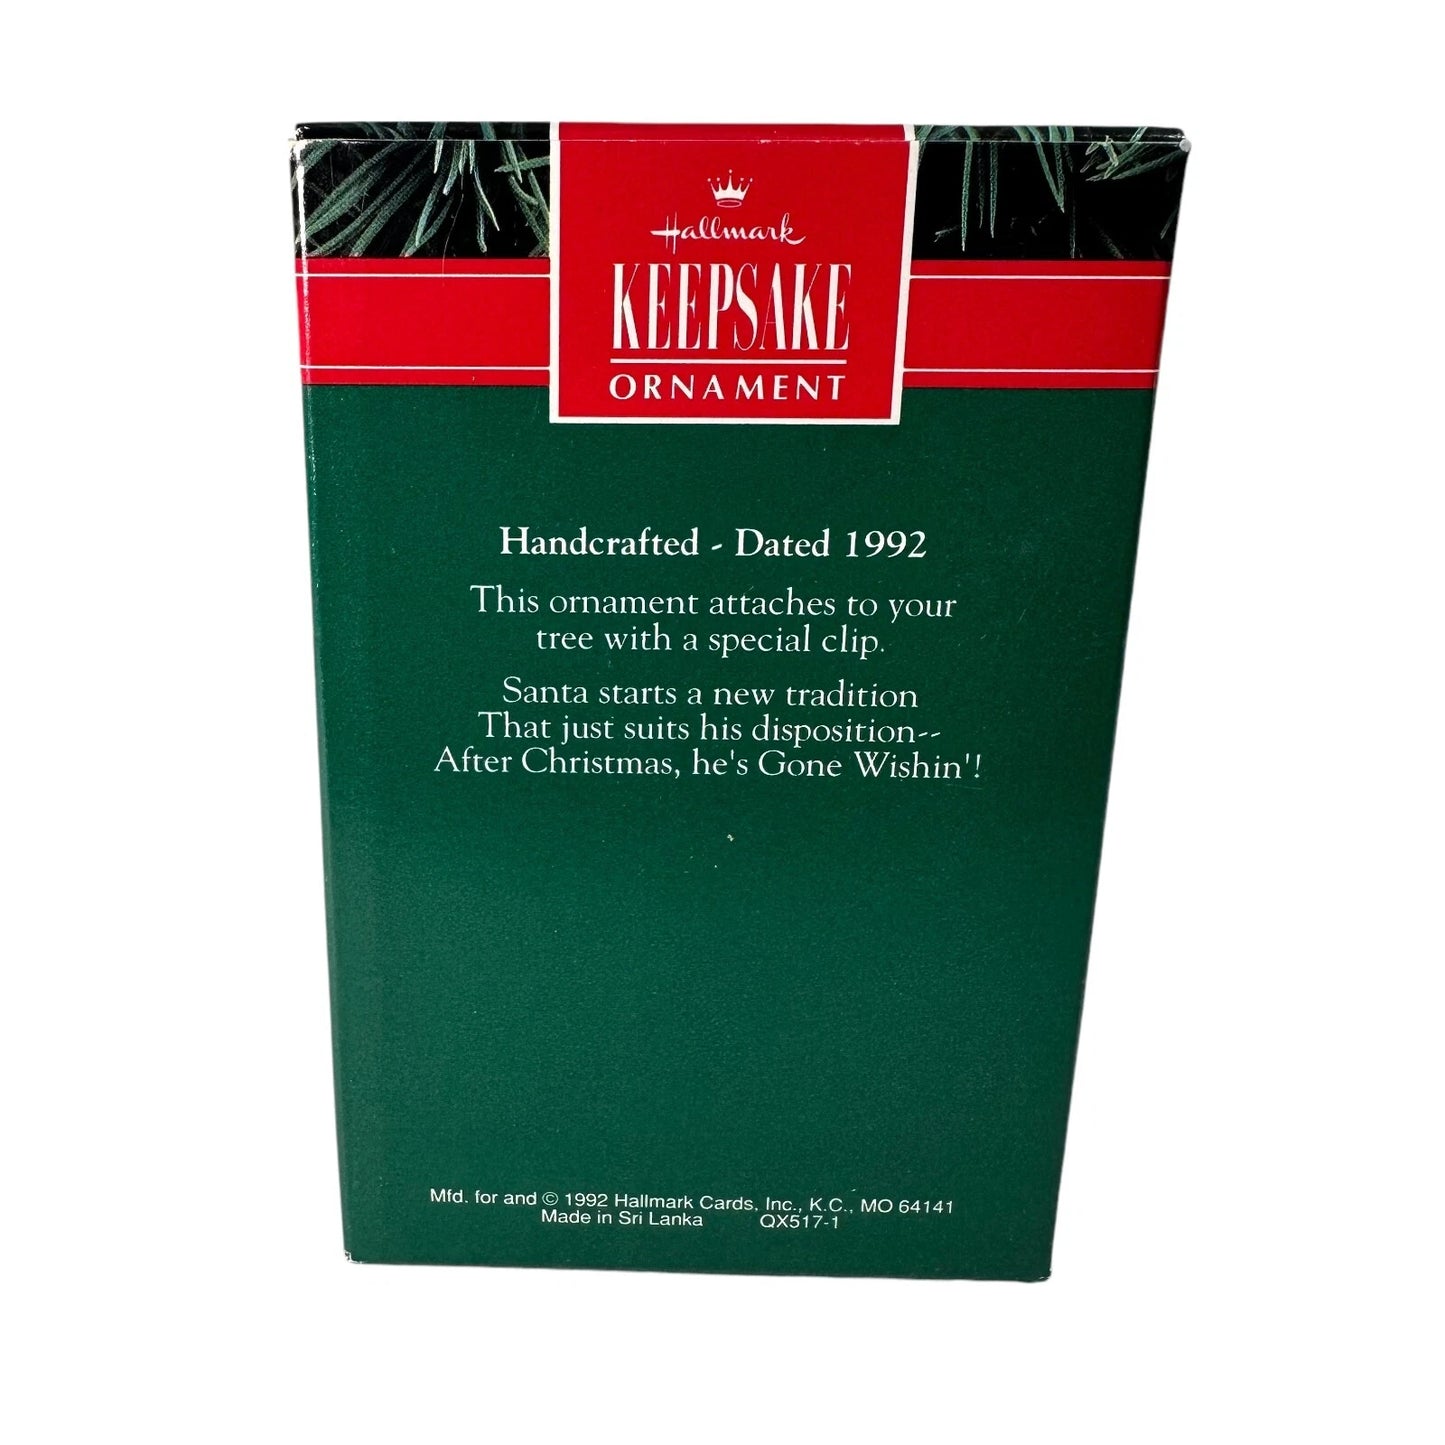 Hallmark
KEEPSAKE
ORNAMENT
Handcrafted - Dated 1992
This ornament attaches to your
tree with a special clip.
Santa starts a new tradition
That just suits his disposition--
After Christmas, he's Gone Wishin'!
Mfd. for and © 1992 Hallmark Cards, Inc., K.C., MO 64141
Made in Sri Lanka QX517-1